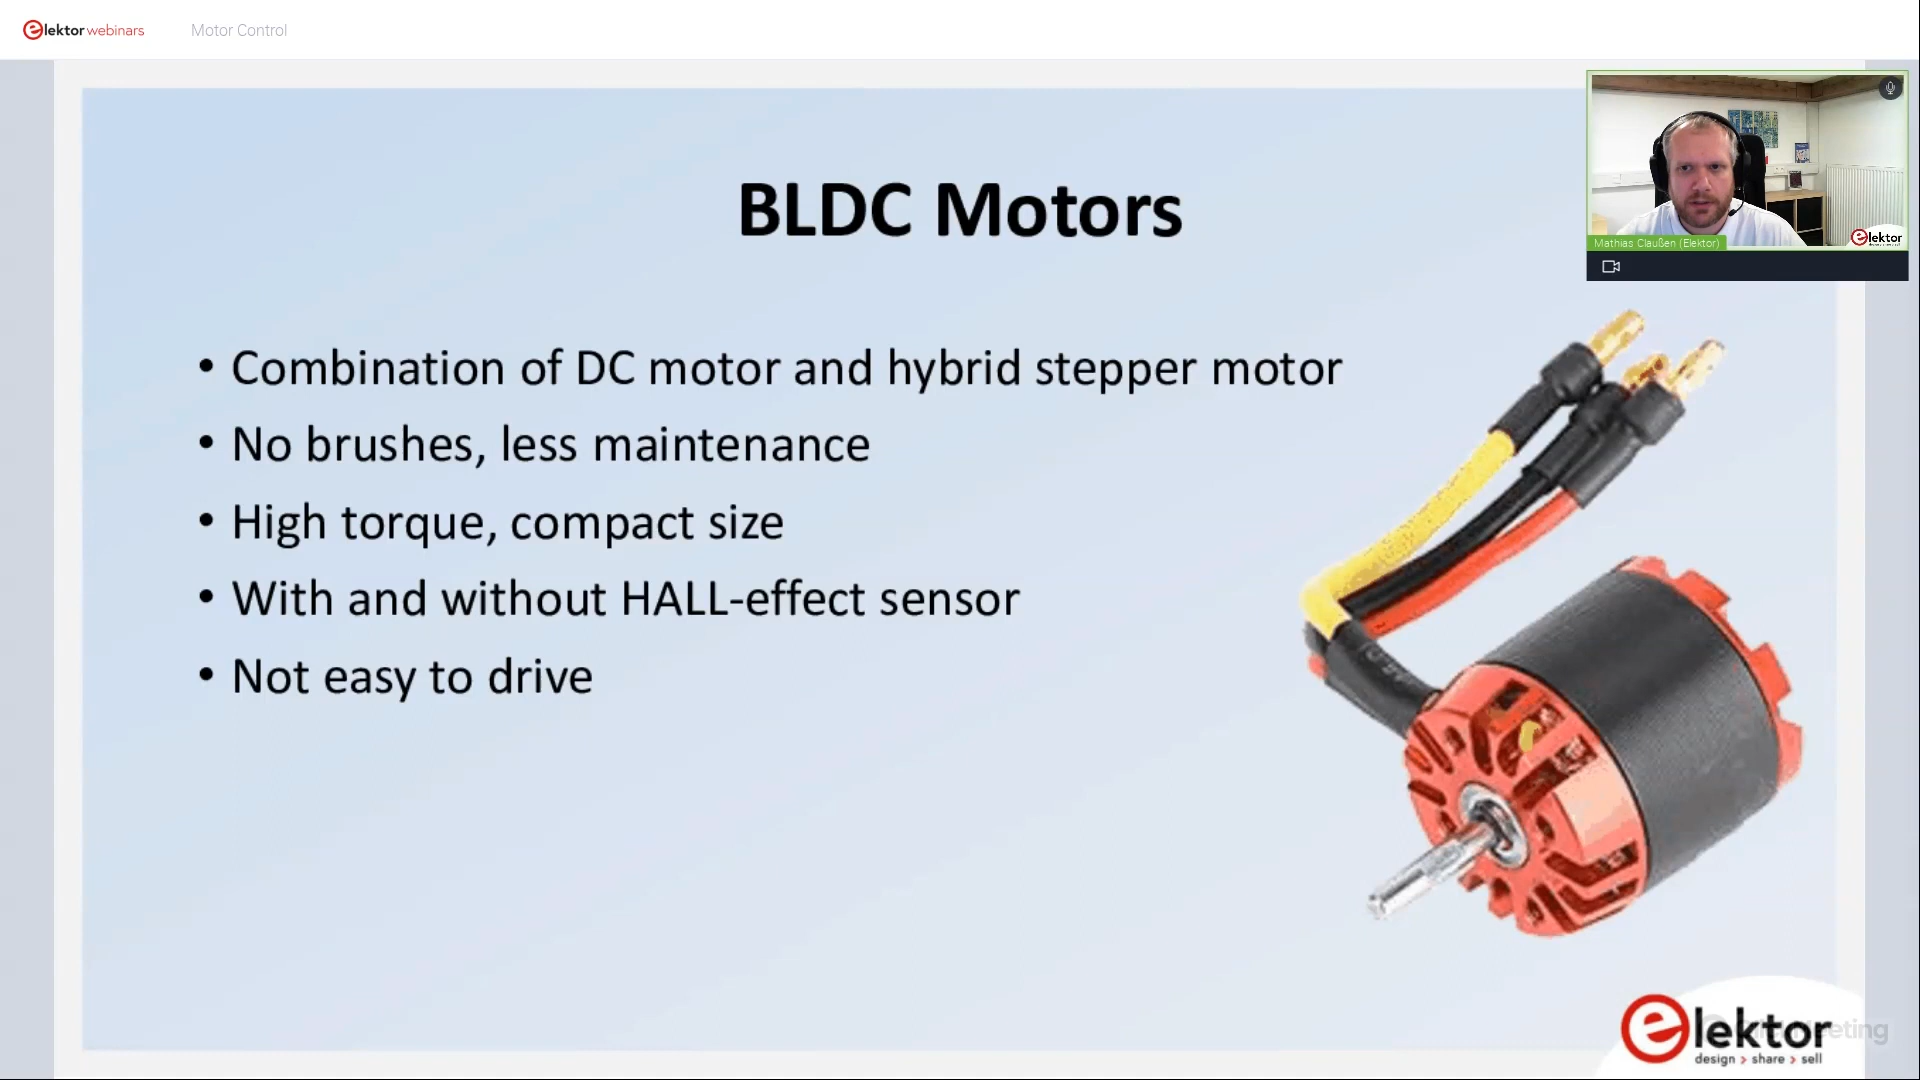 elektor webinars
Motor Control
BLDC Motors
• Combination of DC motor and hybrid stepper motor
• No brushes, less maintenance
• High torque, compact size
• With and without HALL-effect sensor
• Not easy to drive
Mathias Claußen (Elektor)
elektor
elektor
design > share > sell